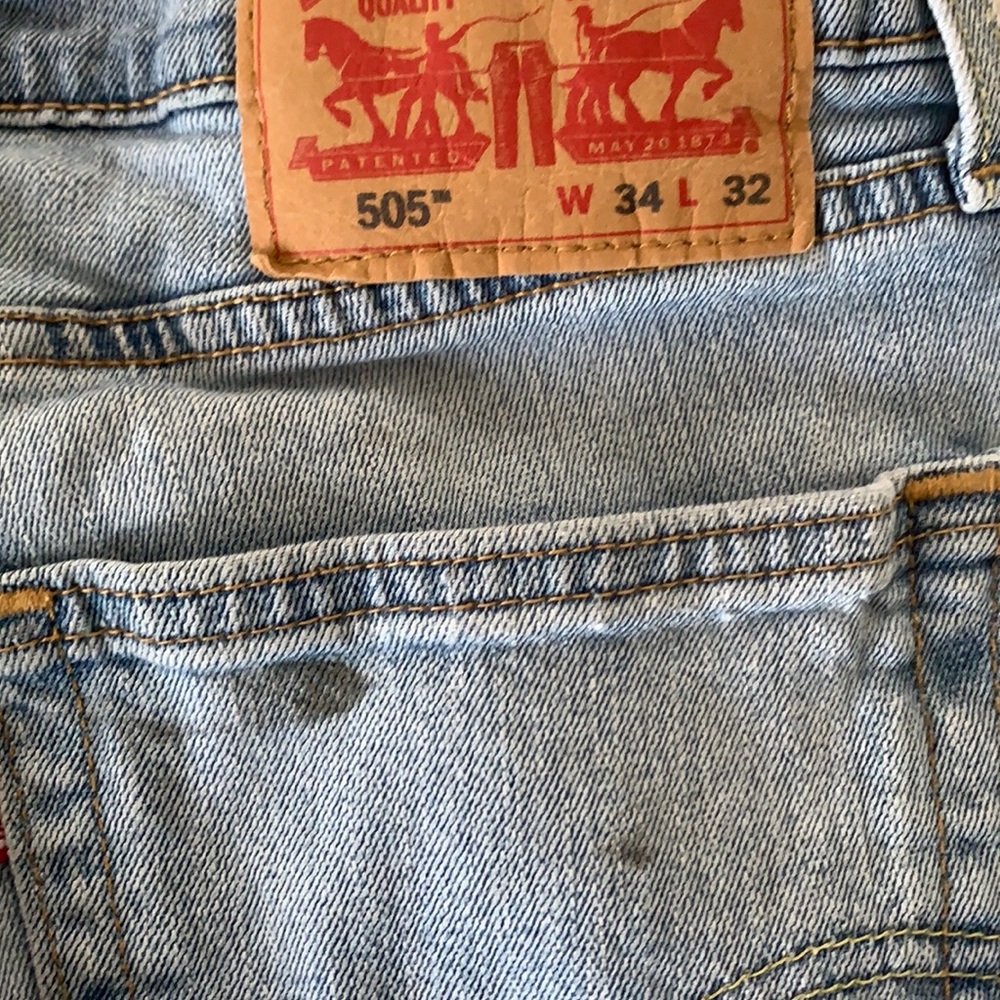 QUALITY
PATENTED MAY 20 1873
505™ W 34 L 32